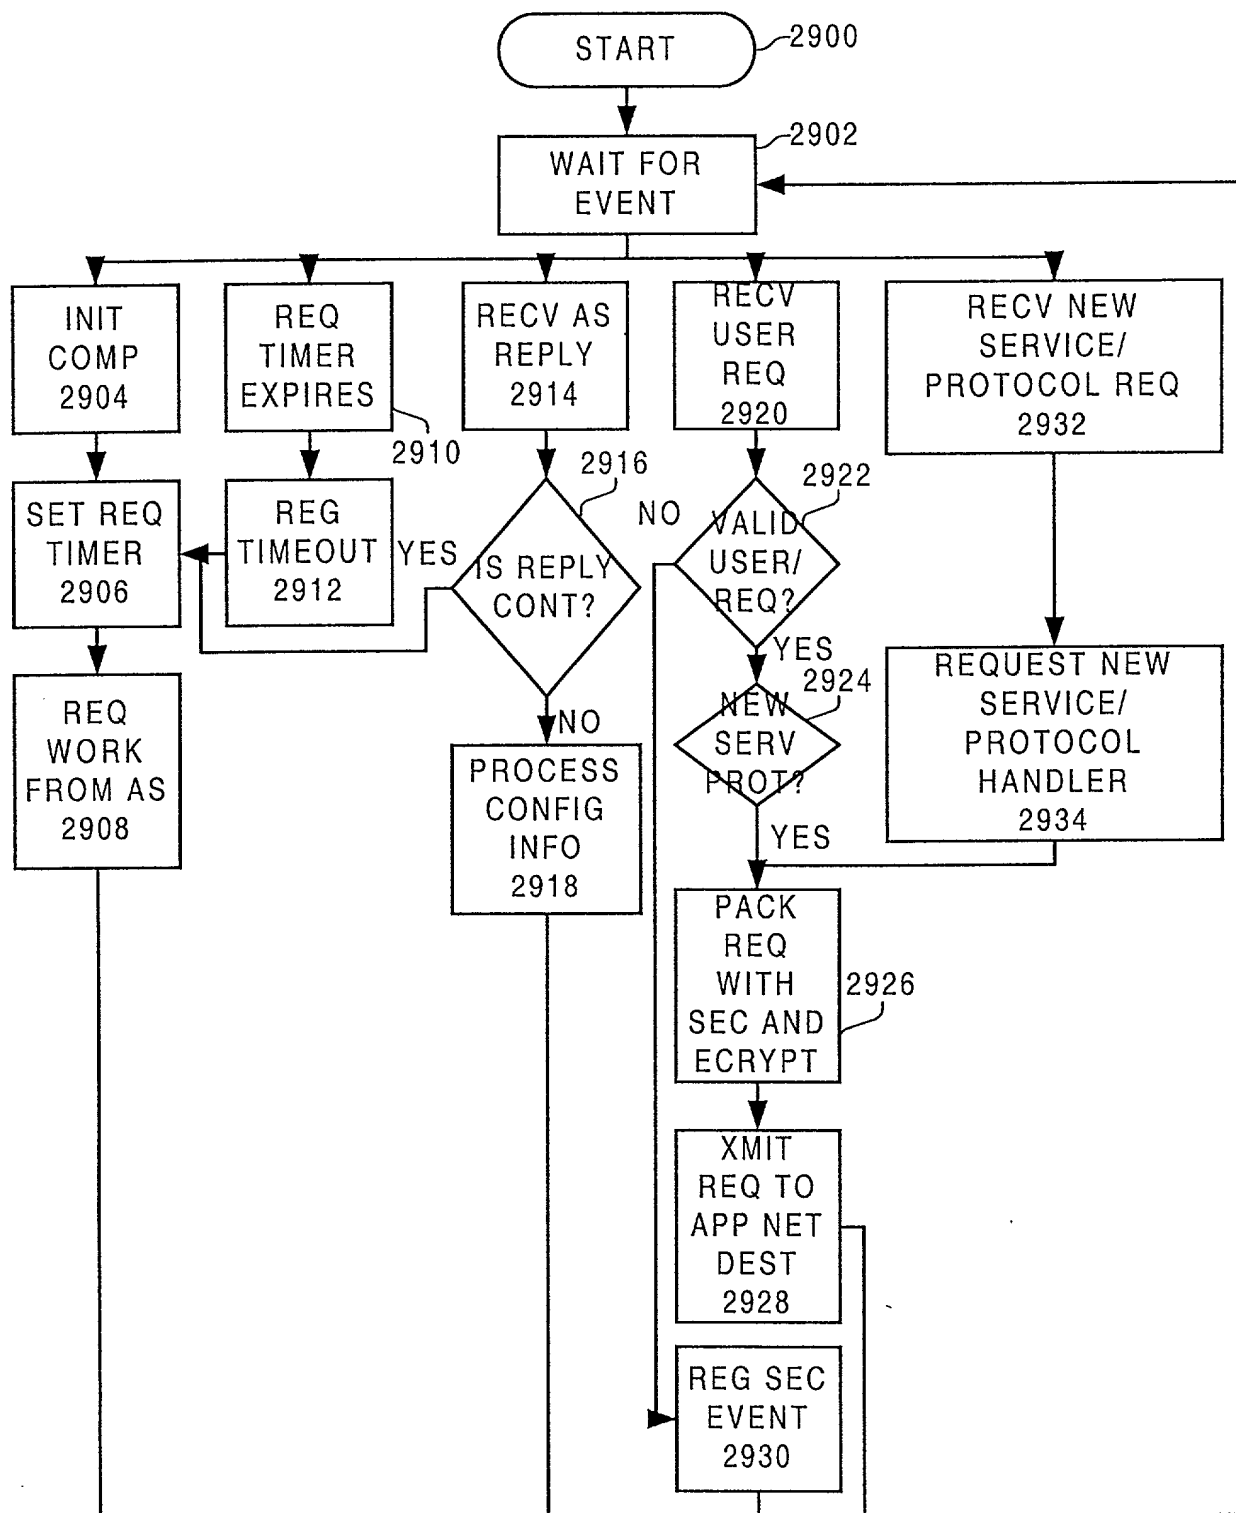 START
2900
2902
WAIT FOR
EVENT
INIT
COMP
2904
REQ
TIMER
EXPIRES
2910
RECV AS
REPLY
2914
RECV
USER
REQ
2920
RECV NEW
SERVICE/
PROTOCOL REQ
2932
SET REQ
TIMER
2906
REG
TIMEOUT
2912
YES
2916
IS REPLY
CONT?
NO
NO
2922
VALID
USER/
REQ?
YES
2924
NEW
SERV
PROT?
YES
REQUEST NEW
SERVICE/
PROTOCOL
HANDLER
2934
REQ
WORK
FROM AS
2908
PROCESS
CONFIG
INFO
2918
PACK
REQ
WITH
SEC AND
ECRYPT
2926
XMIT
REQ TO
APP NET
DEST
2928
REG SEC
EVENT
2930